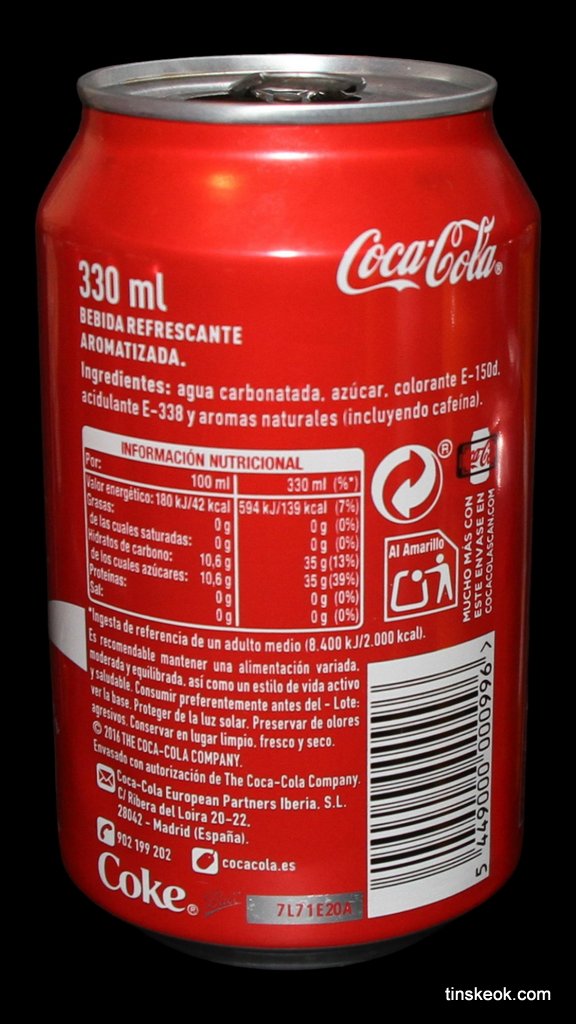 Coca-Cola®
330 ml
BEBIDA REFRESCANTE
AROMATIZADA.
Ingredientes: agua carbonatada, azúcar, colorante E-150d,
acidulante E-338 y aromas naturales (incluyendo cafeína).
INFORMACIÓN NUTRICIONAL
Por: 100 ml 330 ml (%*)
Valor energético: 180 kJ/42 kcal 594 kJ/139 kcal (7%)
Grasas: 0 g 0 g (0%)
de las cuales saturadas: 0 g 0 g (0%)
Hidratos de carbono: 10,6 g 35 g (13%)
de los cuales azúcares: 10,6 g 35 g (39%)
Proteínas: 0 g 0 g (0%)
Sal: 0 g 0 g (0%)
*Ingesta de referencia de un adulto medio (8.400 kJ/2.000 kcal).
®
Al Amarillo
MUCHO MÁS CON
ESTE ENVASE EN
COCACOLASCAN.COM
Es recomendable mantener una alimentación variada,
moderada y equilibrada, así como un estilo de vida activo
y saludable. Consumir preferentemente antes del - Lote:
ver la base. Proteger de la luz solar. Preservar de olores
agresivos. Conservar en lugar limpio, fresco y seco.
© 2016 THE COCA-COLA COMPANY.
Envasado con autorización de The Coca-Cola Company.
Coca-Cola European Partners Iberia, S.L.
C/ Ribera del Loira 20-22.
28042 - Madrid (España).
902 199 202
cocacola.es
Coke®
7L71E20A
5 449000 000996 >
tinskeok.com